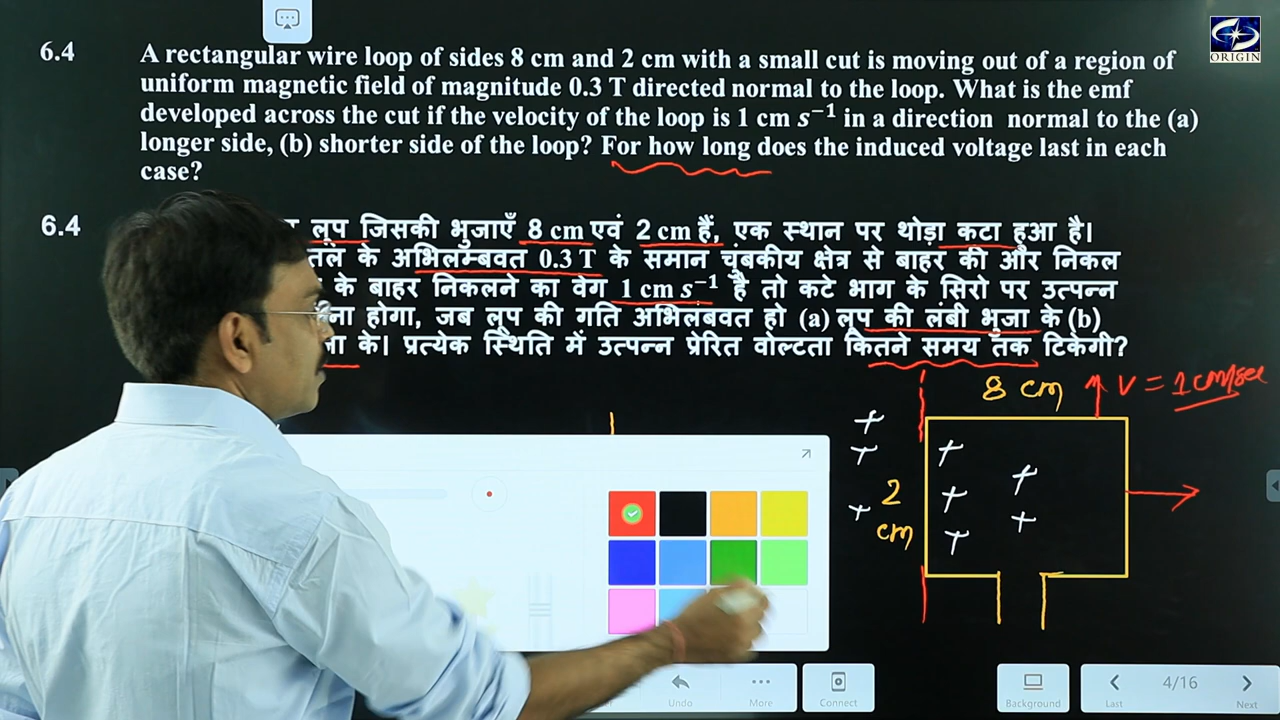 ORIGIN
6.4 A rectangular wire loop of sides 8 cm and 2 cm with a small cut is moving out of a region of
uniform magnetic field of magnitude 0.3 T directed normal to the loop. What is the emf
developed across the cut if the velocity of the loop is 1 cm s⁻¹ in a direction normal to the (a)
longer side, (b) shorter side of the loop? For how long does the induced voltage last in each
case?
6.4 लूप जिसकी भुजाएँ 8 cm एवं 2 cm हैं, एक स्थान पर थोड़ा कटा हुआ है।
के अभिलम्बवत 0.3 T के समान चुंबकीय क्षेत्र से बाहर की और निकल
के बाहर निकलने का वेग 1 cm s⁻¹ है तो कटे भाग के सिरो पर उत्पन्न
होगा, जब लूप की गति अभिलंबवत हो (a) लूप की लंबी भुजा के (b)
के। प्रत्येक स्थिति में उत्पन्न प्रेरित वोल्टता कितने समय तक टिकेगी?
8 cm V = 1cm/sec
2
cm
Undo More Connect Background Last 4/16 Next